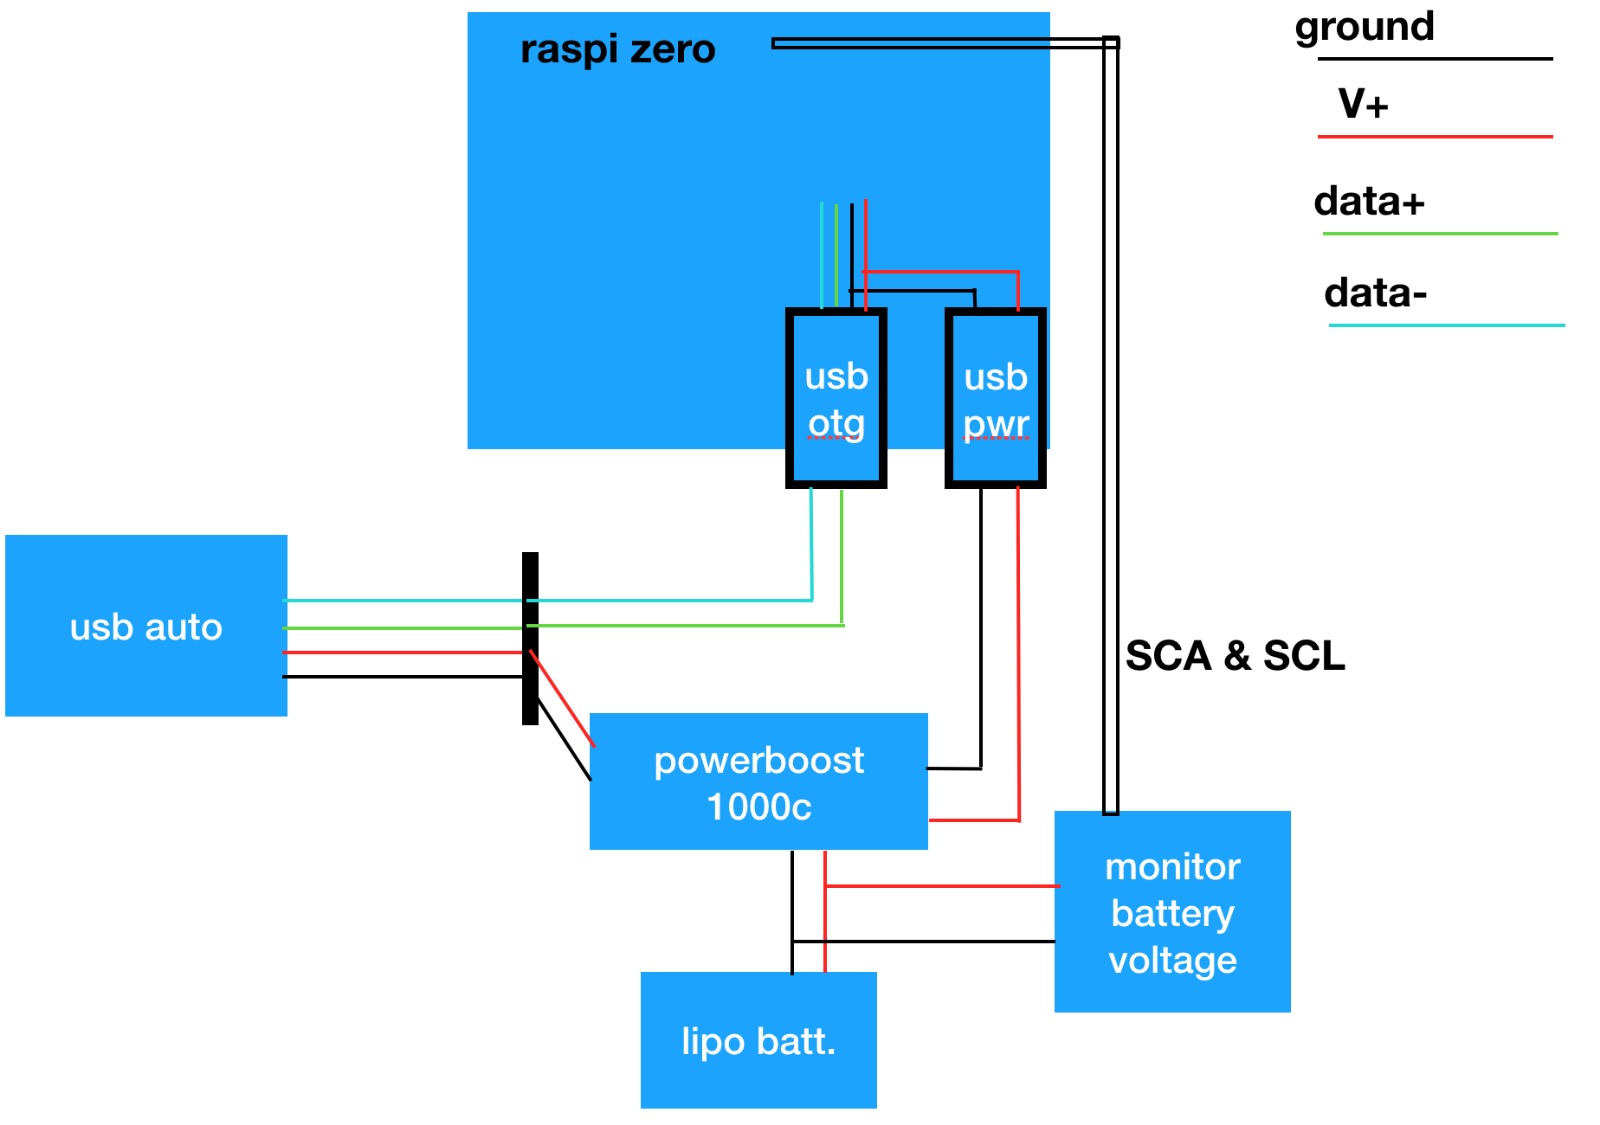 raspi zero
ground
V+
data+
data-
usb
otg
usb
pwr
usb auto
SCA & SCL
powerboost
1000c
monitor
battery
voltage
lipo batt.